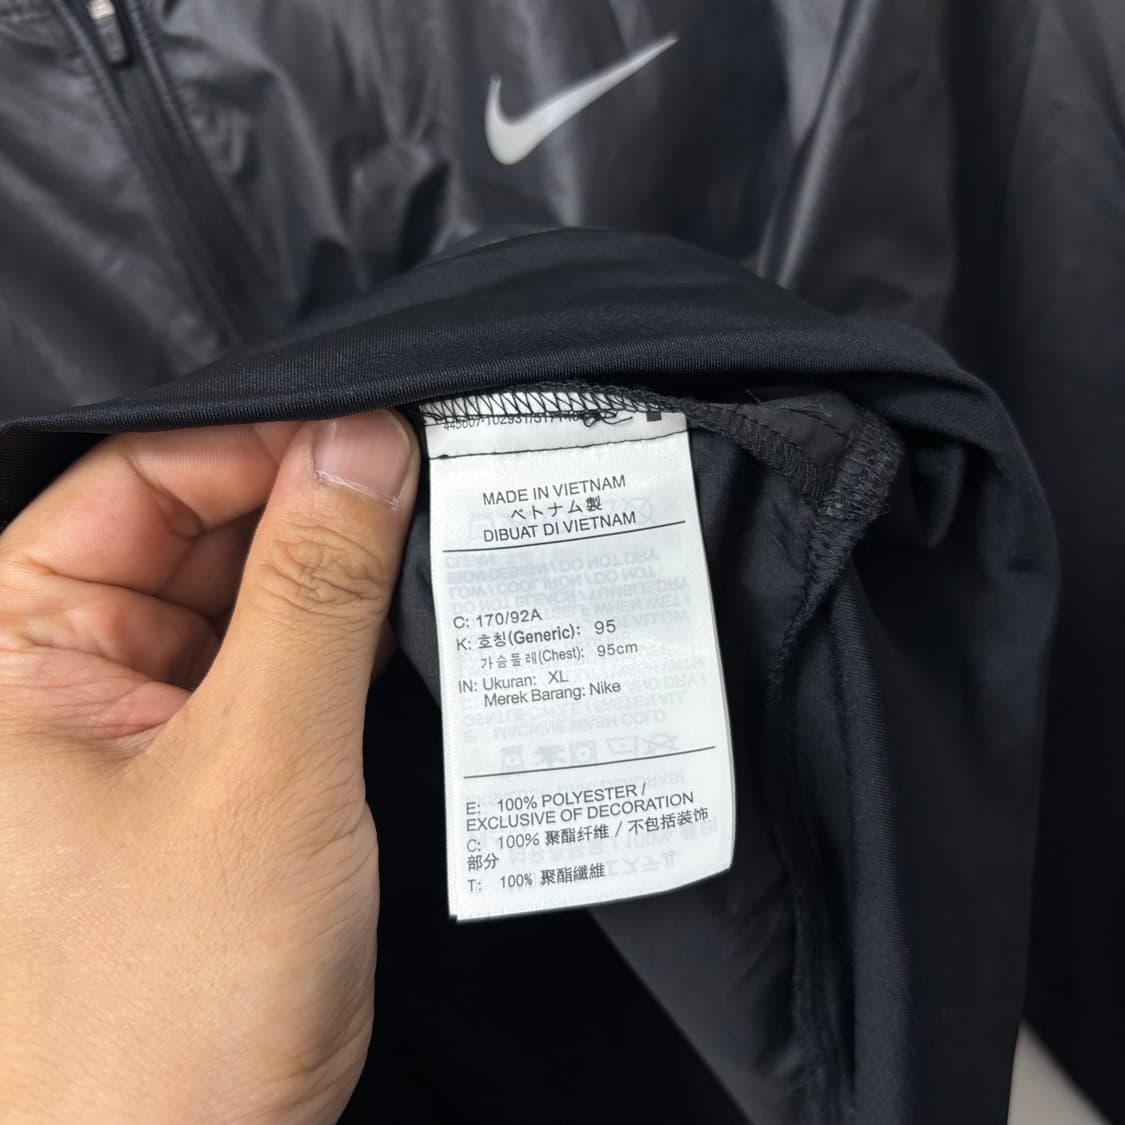 MADE IN VIETNAM
ベトナム製
DIBUAT DI VIETNAM
C: 170/92A
K: 호칭(Generic): 95
가슴둘레(Chest): 95cm
IN: Ukuran: XL
Merek Barang: Nike
E: 100% POLYESTER /
EXCLUSIVE OF DECORATION
C: 100% 聚酯纤维 / 不包括装饰
部分
T: 100% 聚酯纖維